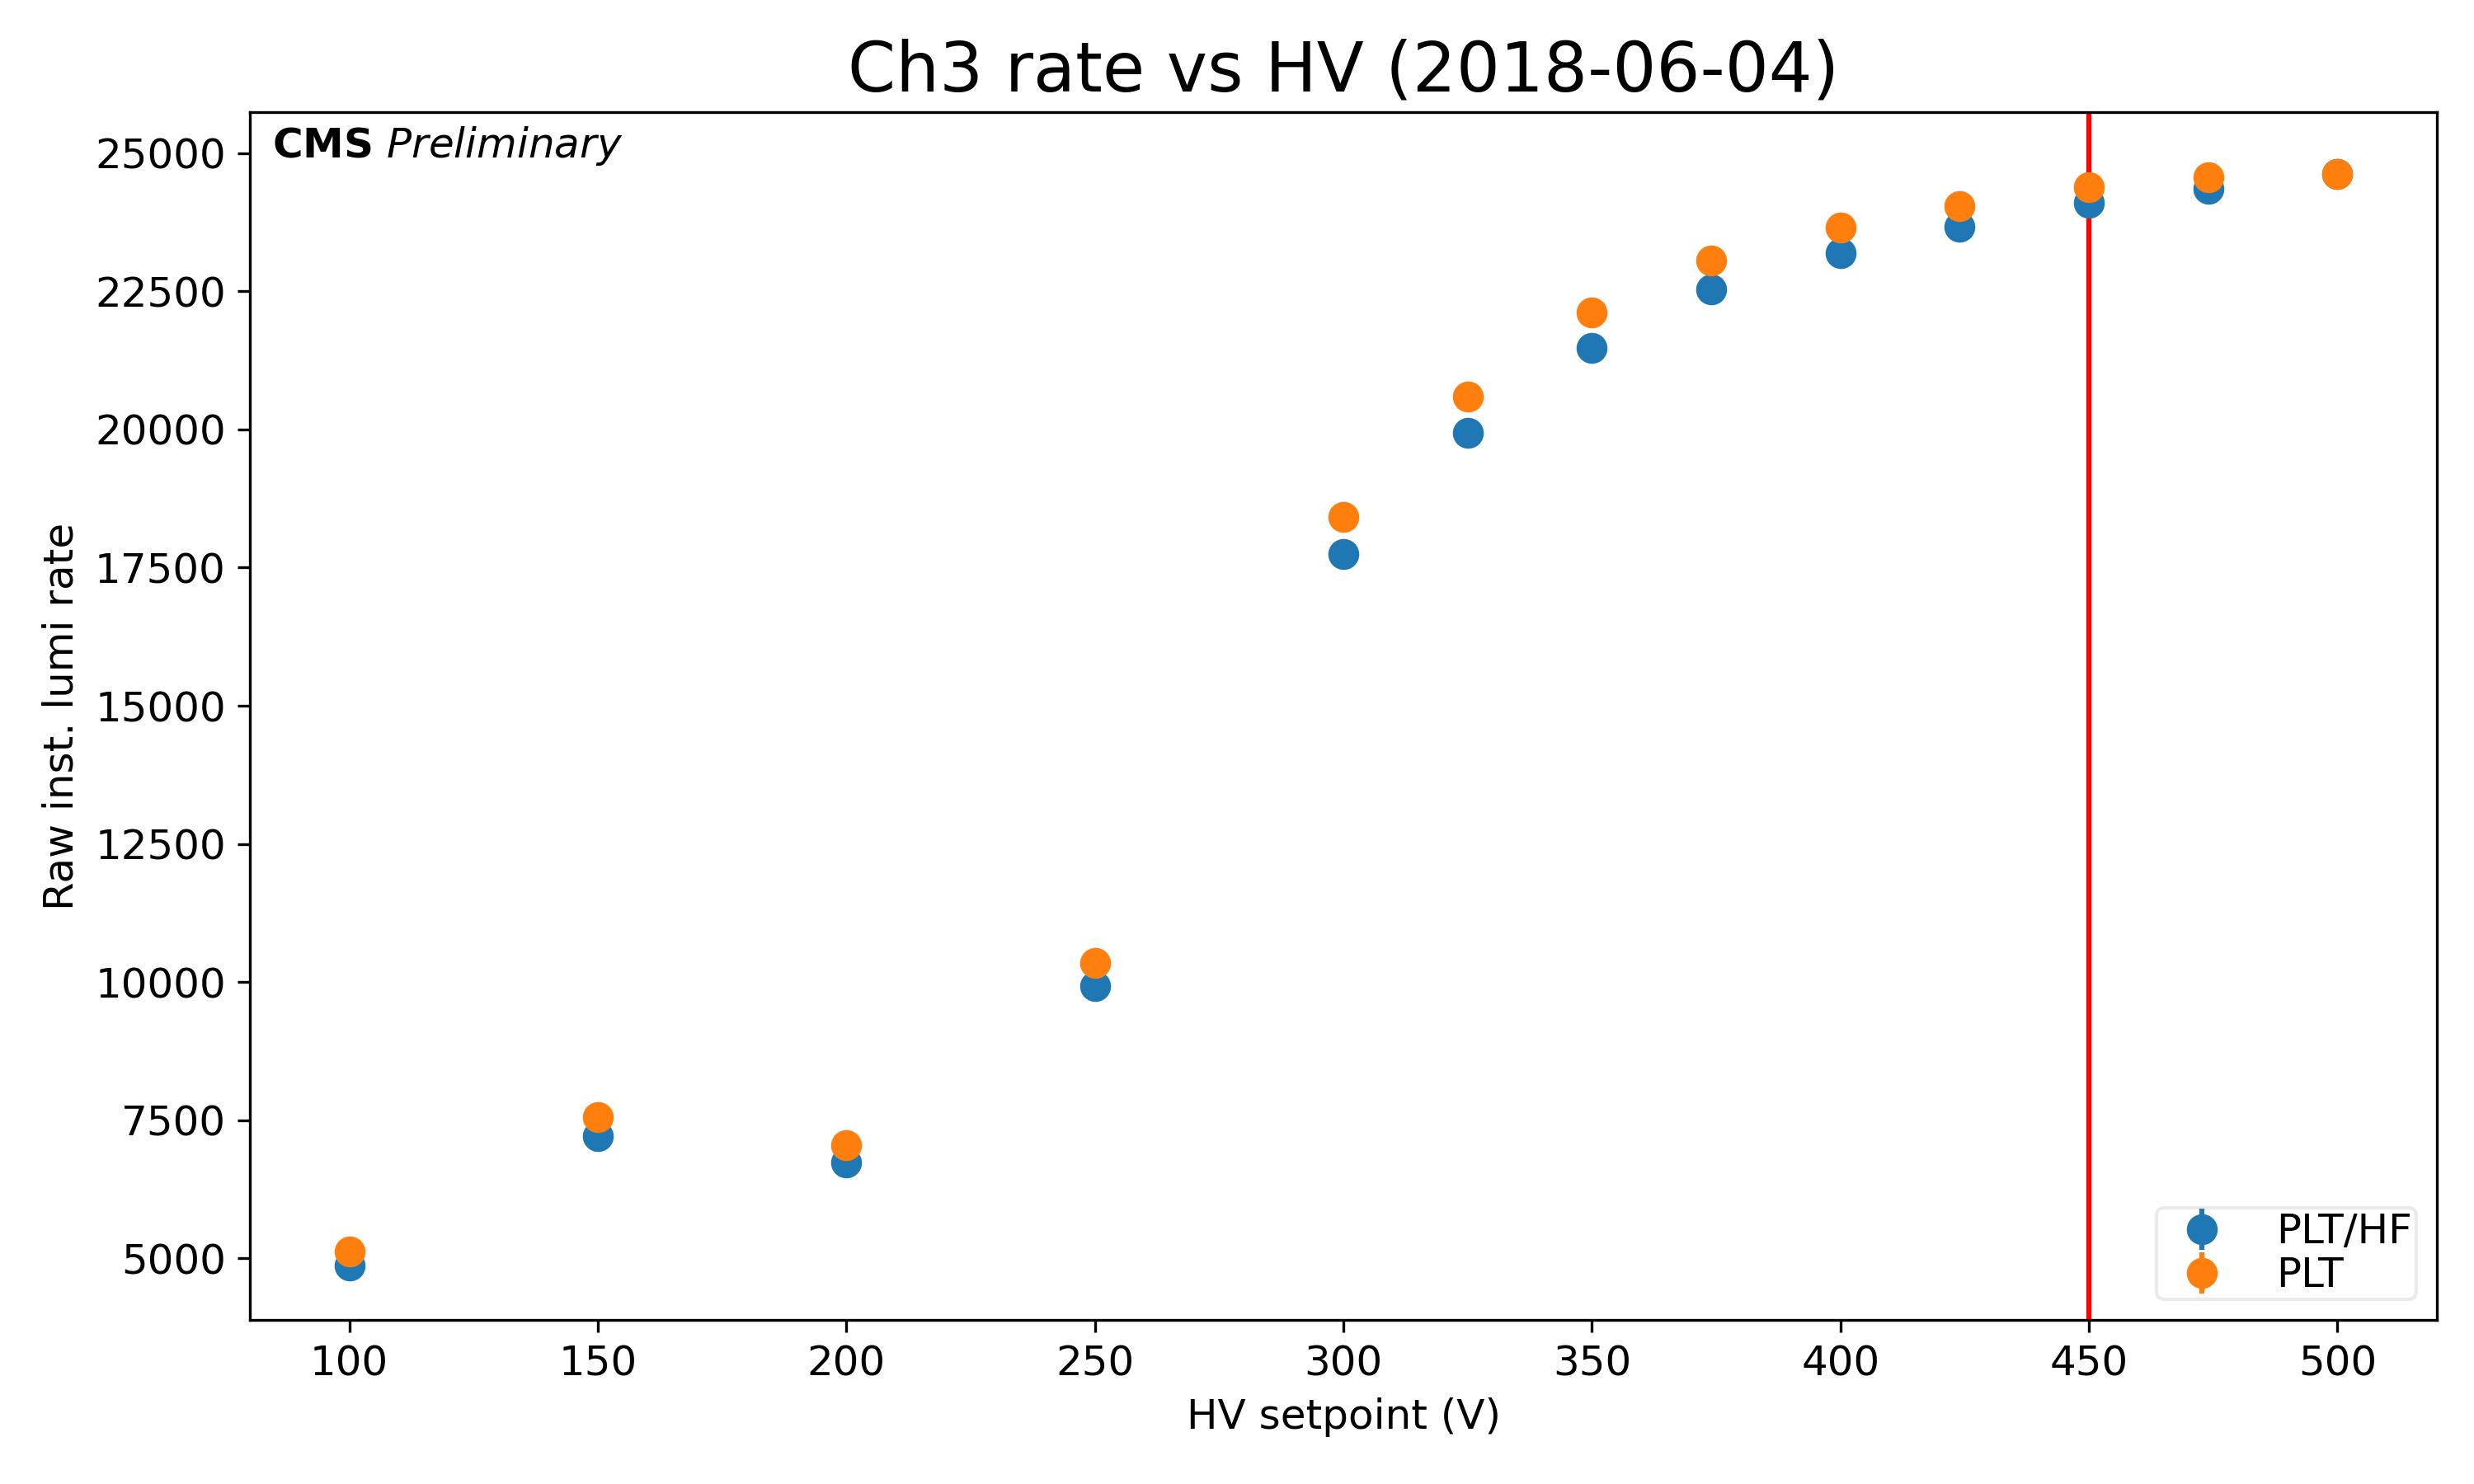 Ch3 rate vs HV (2018-06-04)
CMS Preliminary
Raw inst. lumi rate
25000
22500
20000
17500
15000
12500
10000
7500
5000
100 150 200 250 300 350 400 450 500
HV setpoint (V)
PLT/HF
PLT